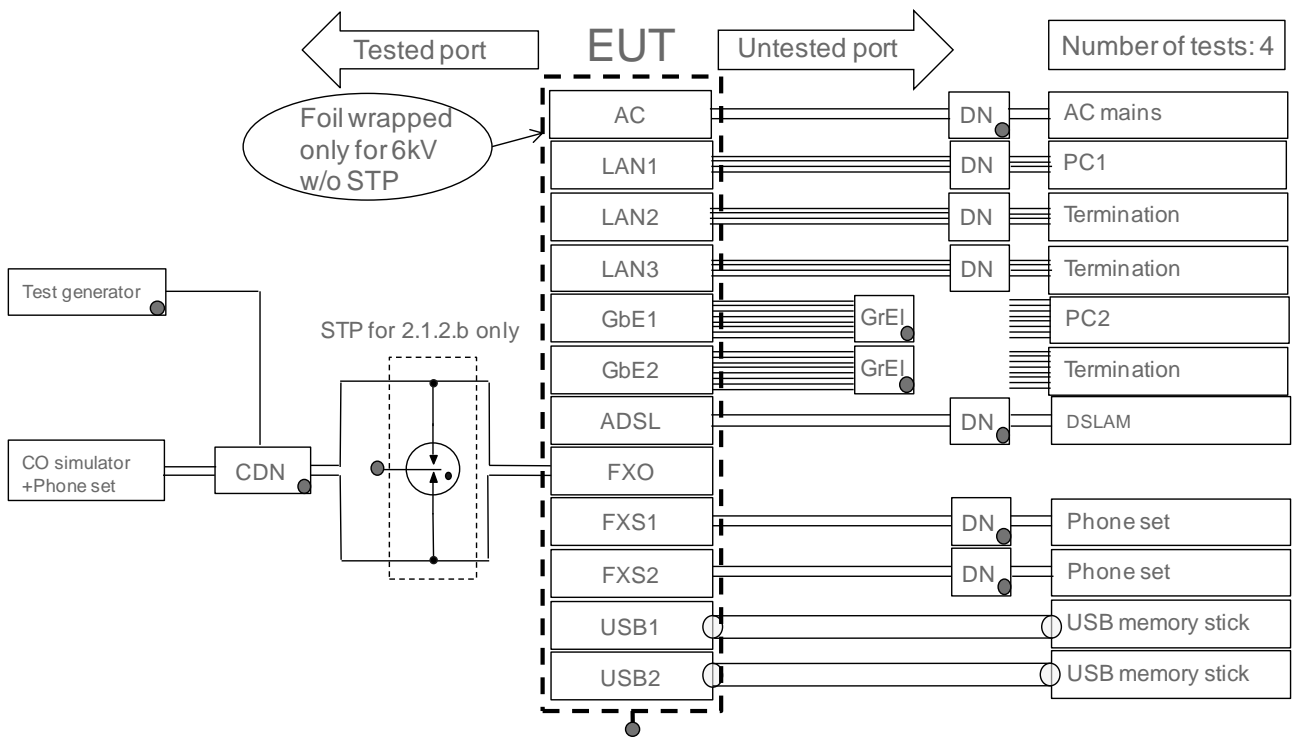 Tested port
EUT
Untested port
Number of tests: 4
Foil wrapped
only for 6kV
w/o STP
AC
DN
AC mains
LAN1
DN
PC1
LAN2
DN
Termination
LAN3
DN
Termination
Test generator
GbE1
GrEl
PC2
STP for 2.1.2.b only
GbE2
GrEl
Termination
ADSL
DN
DSLAM
CO simulator
+Phone set
CDN
FXO
FXS1
DN
Phone set
FXS2
DN
Phone set
USB1
USB memory stick
USB2
USB memory stick